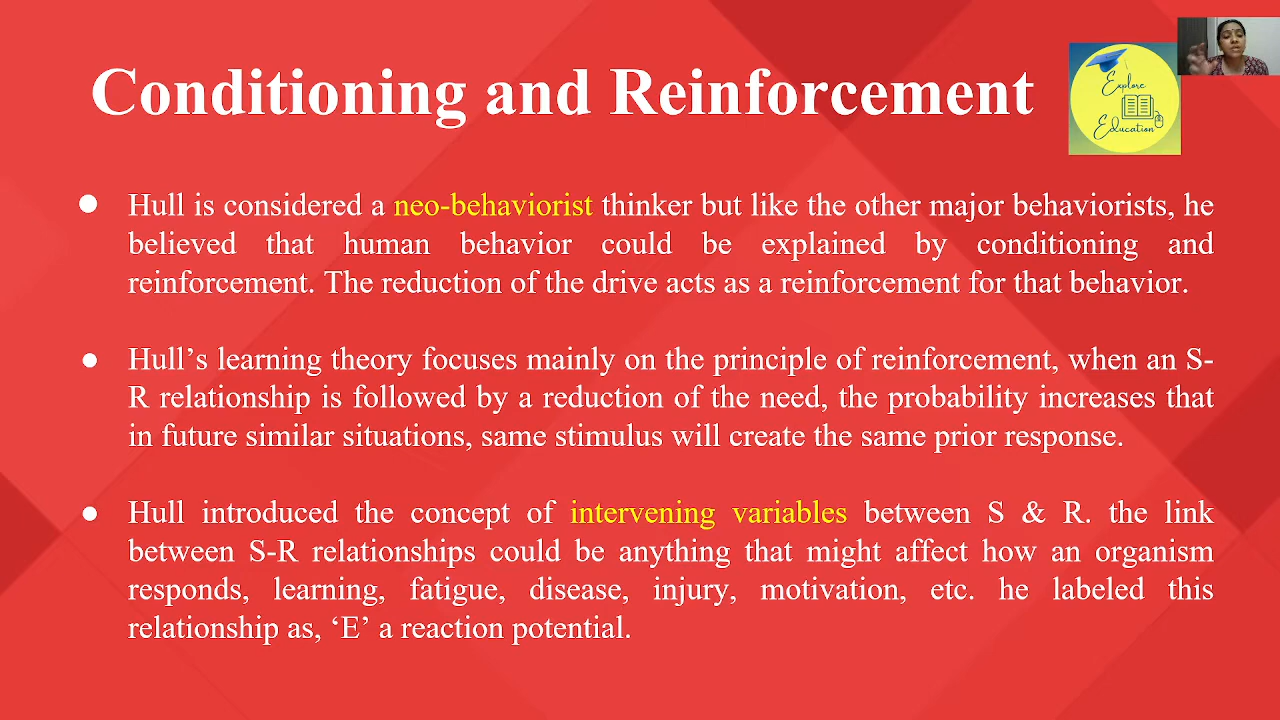 Conditioning and Reinforcement
Explore
Education
● Hull is considered a neo-behaviorist thinker but like the other major behaviorists, he
believed that human behavior could be explained by conditioning and
reinforcement. The reduction of the drive acts as a reinforcement for that behavior.
● Hull’s learning theory focuses mainly on the principle of reinforcement, when an S-
R relationship is followed by a reduction of the need, the probability increases that
in future similar situations, same stimulus will create the same prior response.
● Hull introduced the concept of intervening variables between S & R. the link
between S-R relationships could be anything that might affect how an organism
responds, learning, fatigue, disease, injury, motivation, etc. he labeled this
relationship as, ‘E’ a reaction potential.